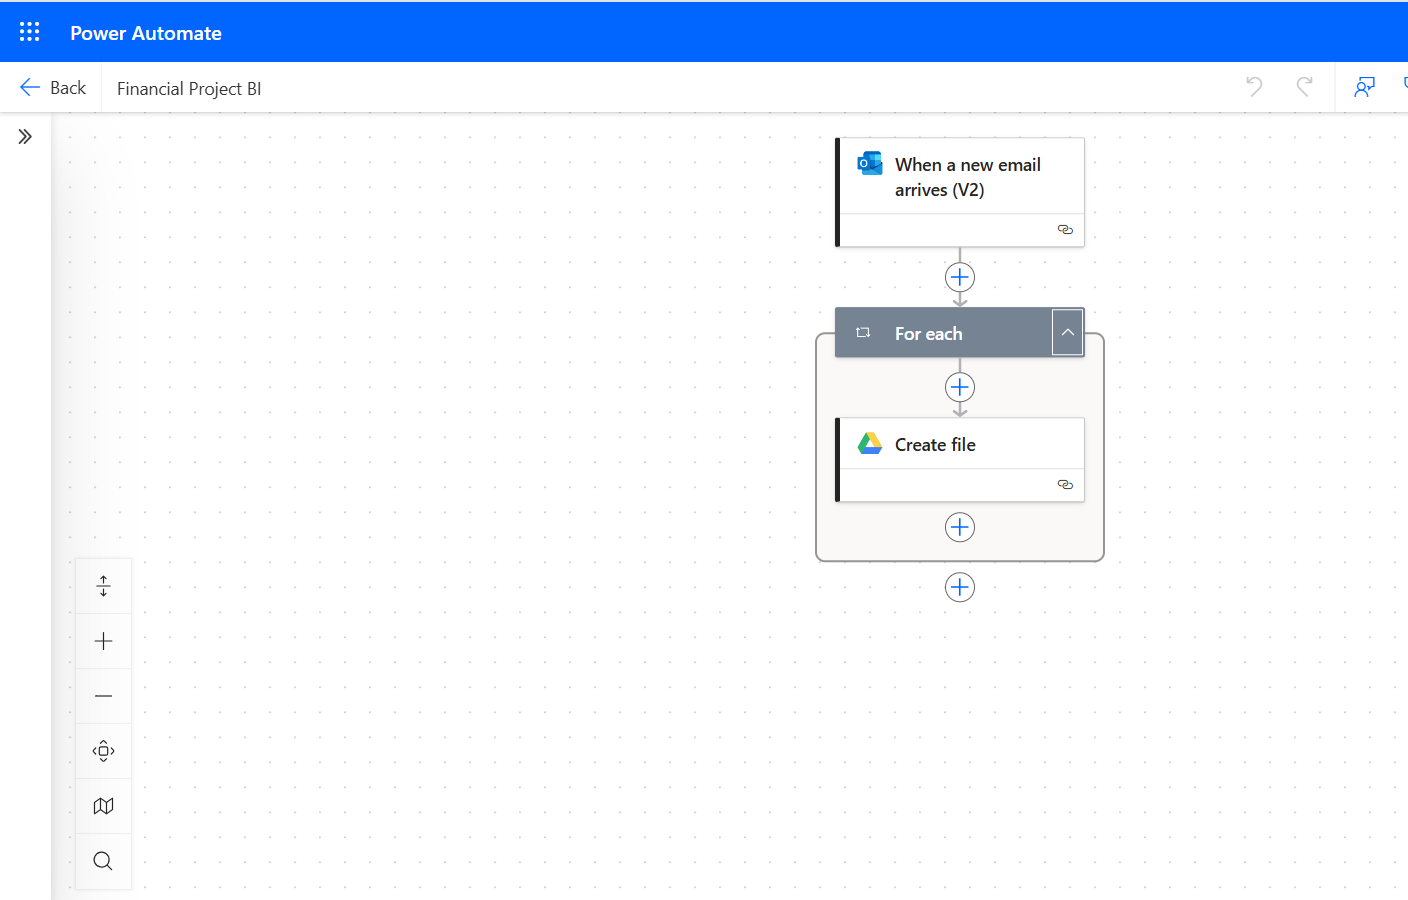 Power Automate
Back
Financial Project BI
When a new email
arrives (V2)
For each
Create file